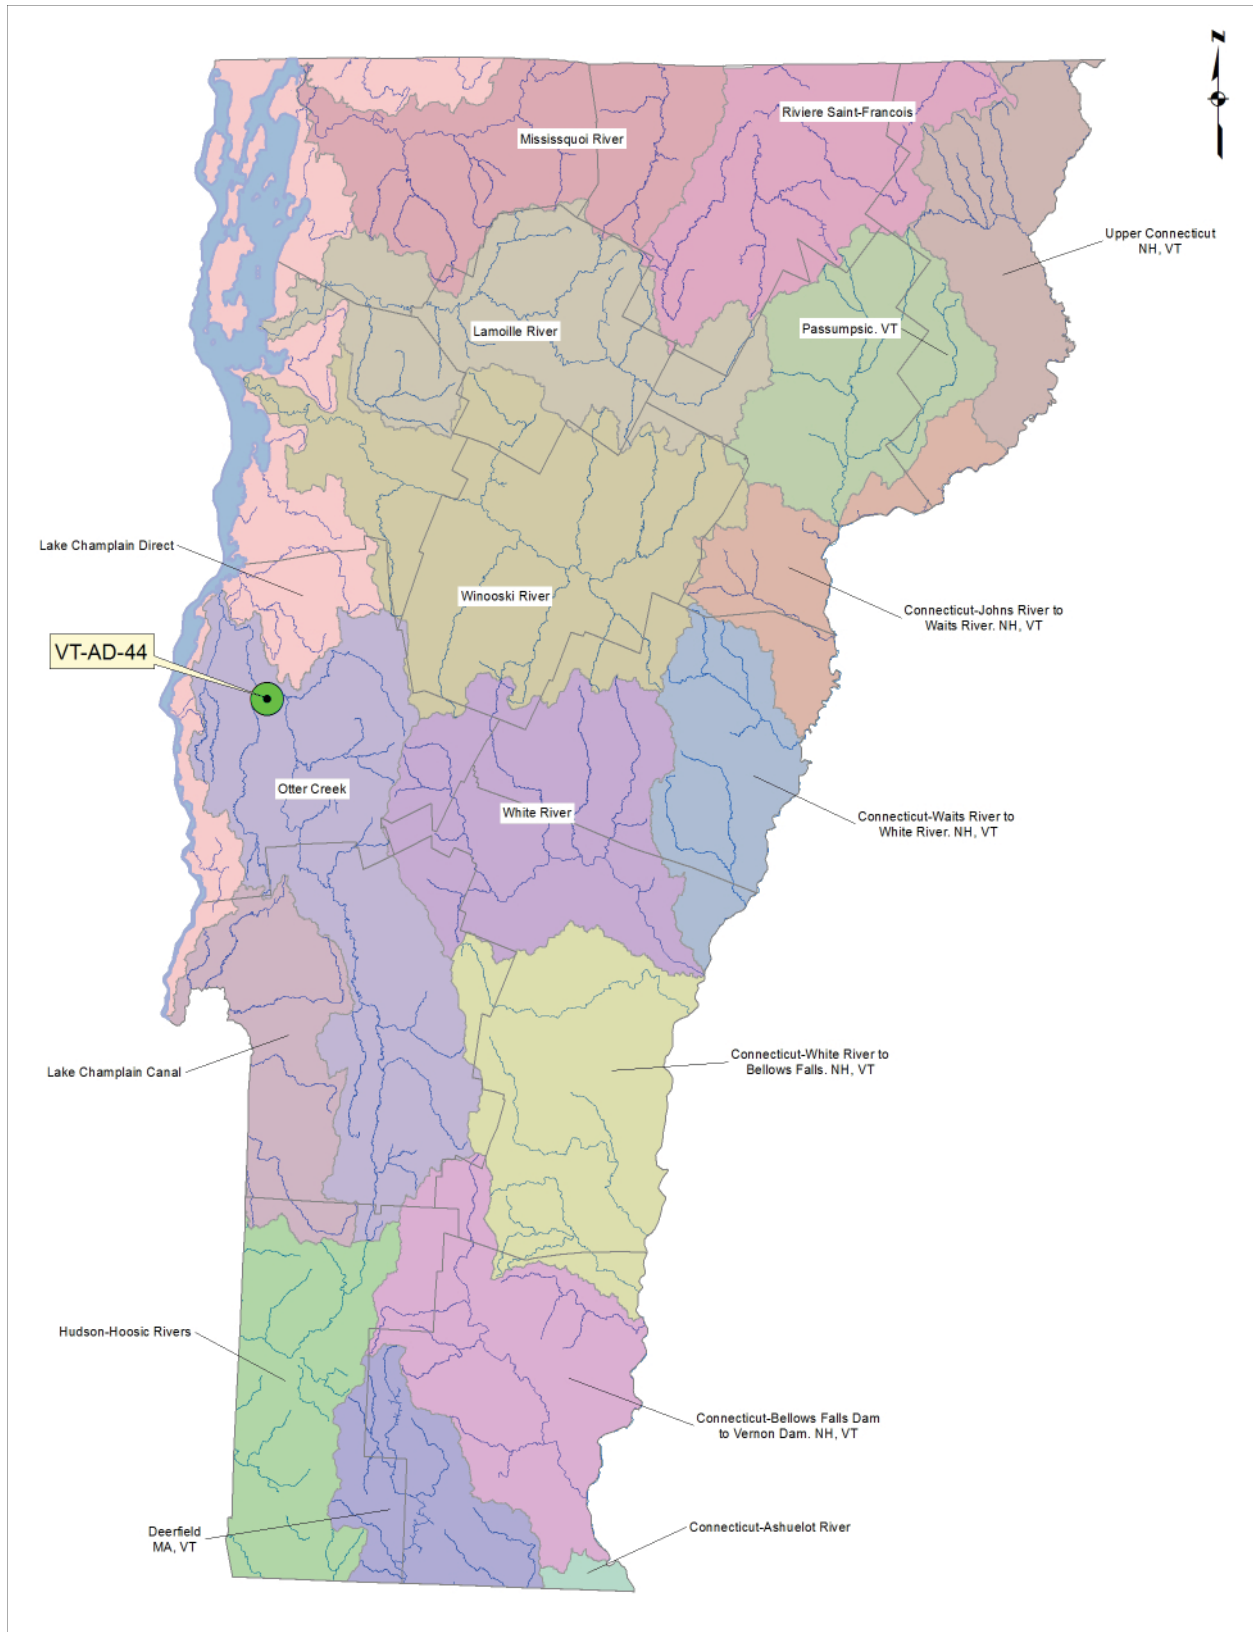 N
Riviere Saint-Francois
Mississquoi River
Upper Connecticut
NH, VT
Lamoille River
Passumpsic. VT
Lake Champlain Direct
Winooski River
Connecticut-Johns River to
Waits River. NH, VT
VT-AD-44
Otter Creek
White River
Connecticut-Waits River to
White River. NH, VT
Connecticut-White River to
Bellows Falls. NH, VT
Lake Champlain Canal
Hudson-Hoosic Rivers
Connecticut-Bellows Falls Dam
to Vernon Dam. NH, VT
Connecticut-Ashuelot River
Deerfield
MA, VT